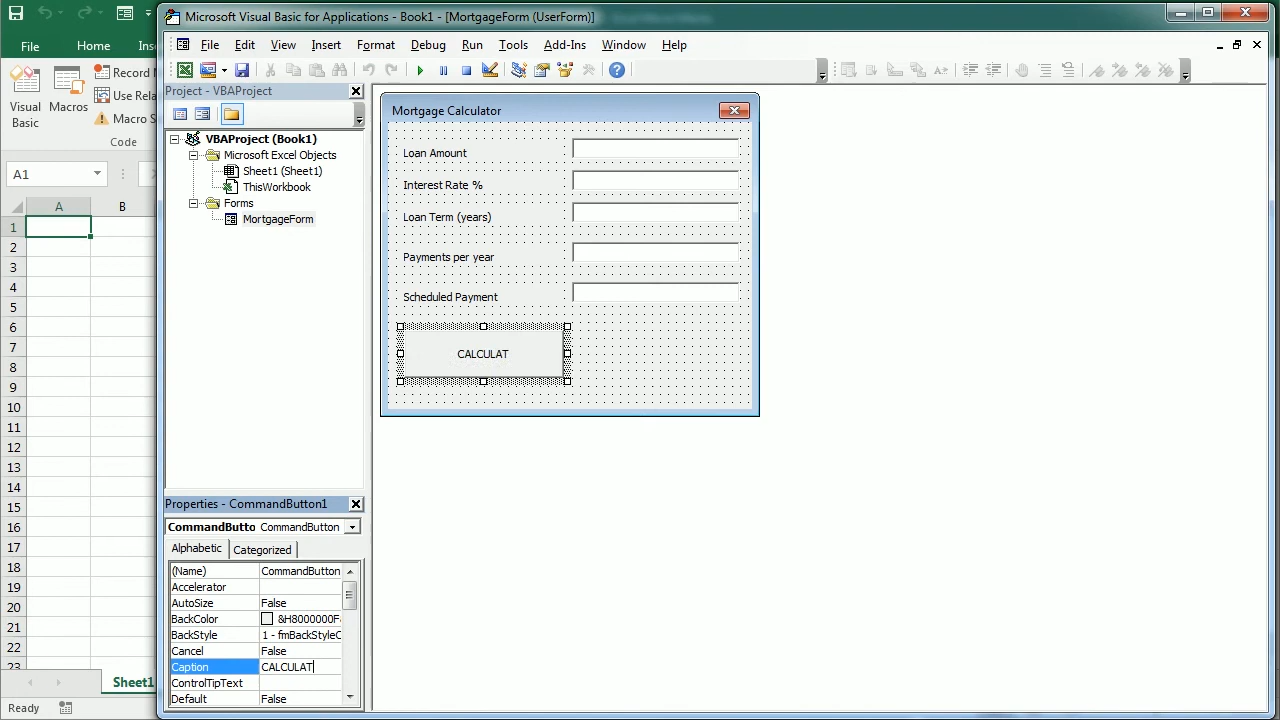 Microsoft Visual Basic for Applications - Book1 - [MortgageForm (UserForm)]
File Home Ins
File Edit View Insert Format Debug Run Tools Add-Ins Window Help
Visual Basic
Macros
Record
Use Rela
Macro S
Code
A1
A B
1
2
3
4
5
6
7
8
9
10
11
12
13
14
15
16
17
18
19
20
21
22
23
Sheet1
Ready
Project - VBAProject
VBAProject (Book1)
Microsoft Excel Objects
Sheet1 (Sheet1)
ThisWorkbook
Forms
MortgageForm
Properties - CommandButton1
CommandButto CommandButton
Alphabetic Categorized
(Name) CommandButton
Accelerator
AutoSize False
BackColor &H8000000F
BackStyle 1 - fmBackStyleO
Cancel False
Caption CALCULAT
ControlTipText
Default False
Mortgage Calculator
Loan Amount
Interest Rate %
Loan Term (years)
Payments per year
Scheduled Payment
CALCULAT